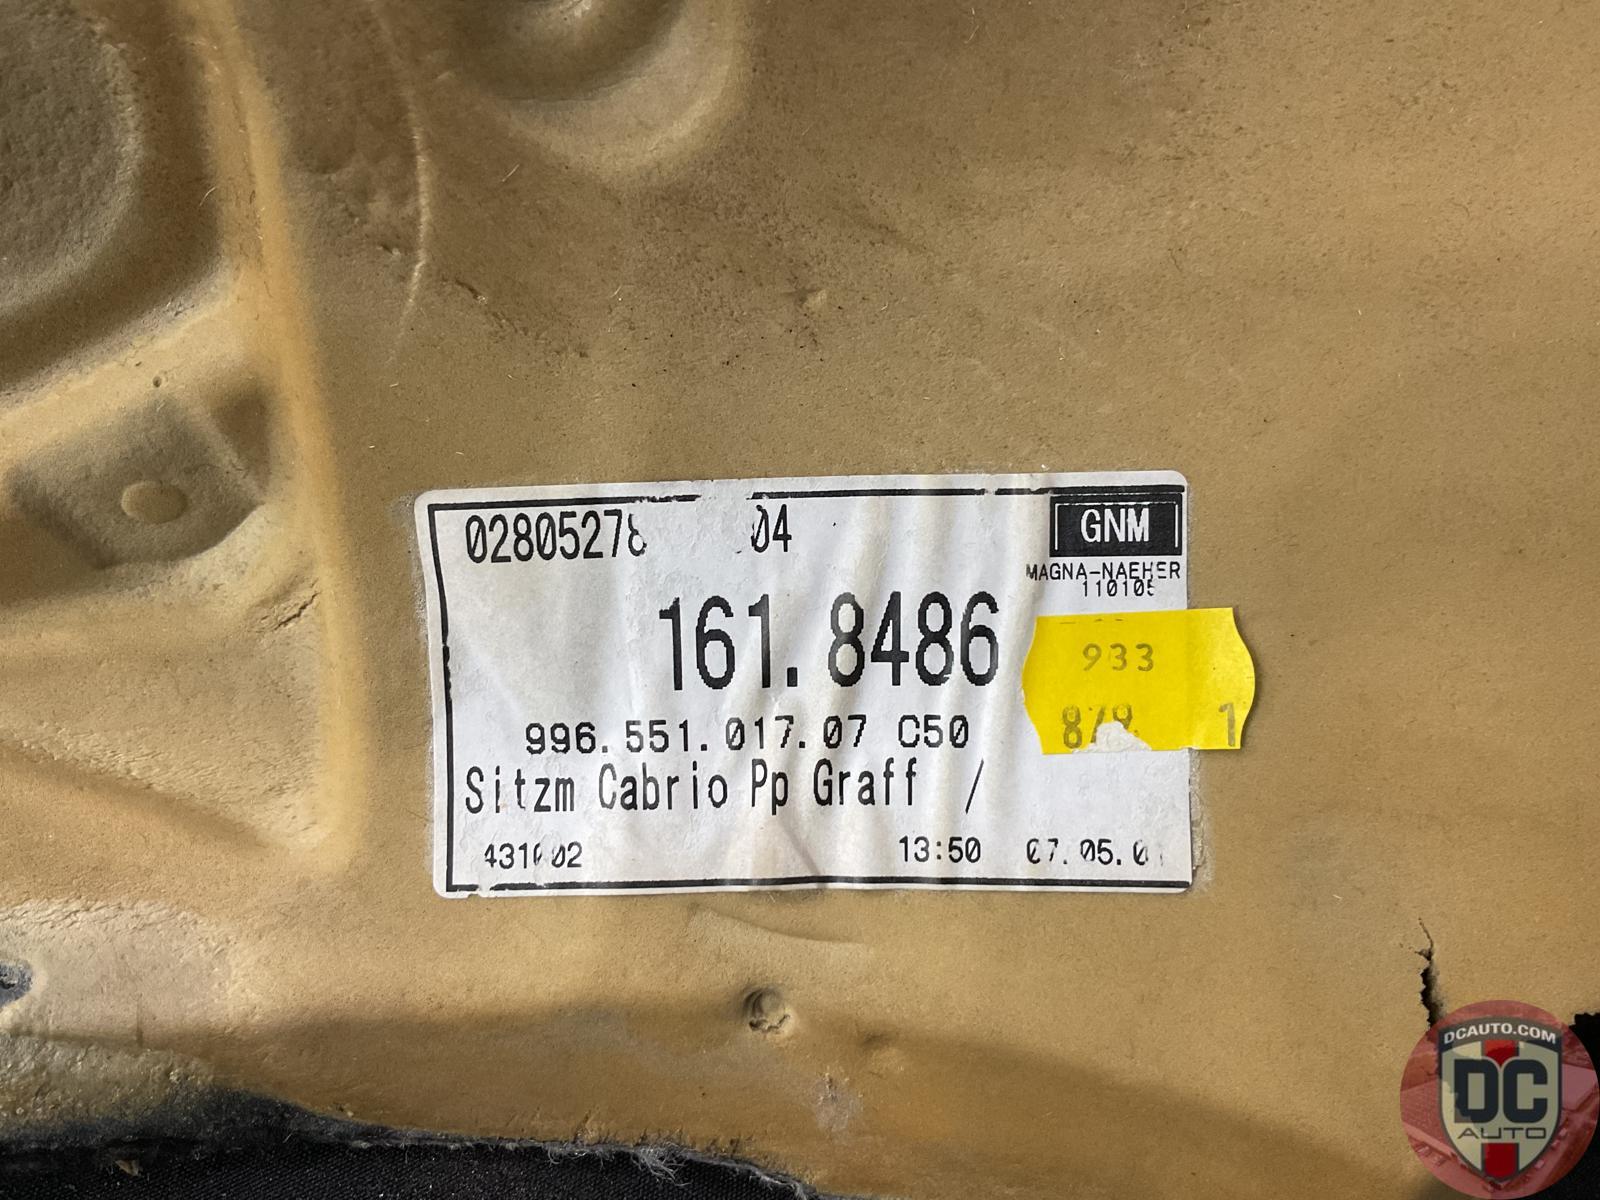 04
GNM
MAGNA-NAEHER
161.8486
933
1
996.551.017.07 C50
Sitzm Cabrio Pp Graff /
13:50
DCAUTO.COM
DC
AUTO